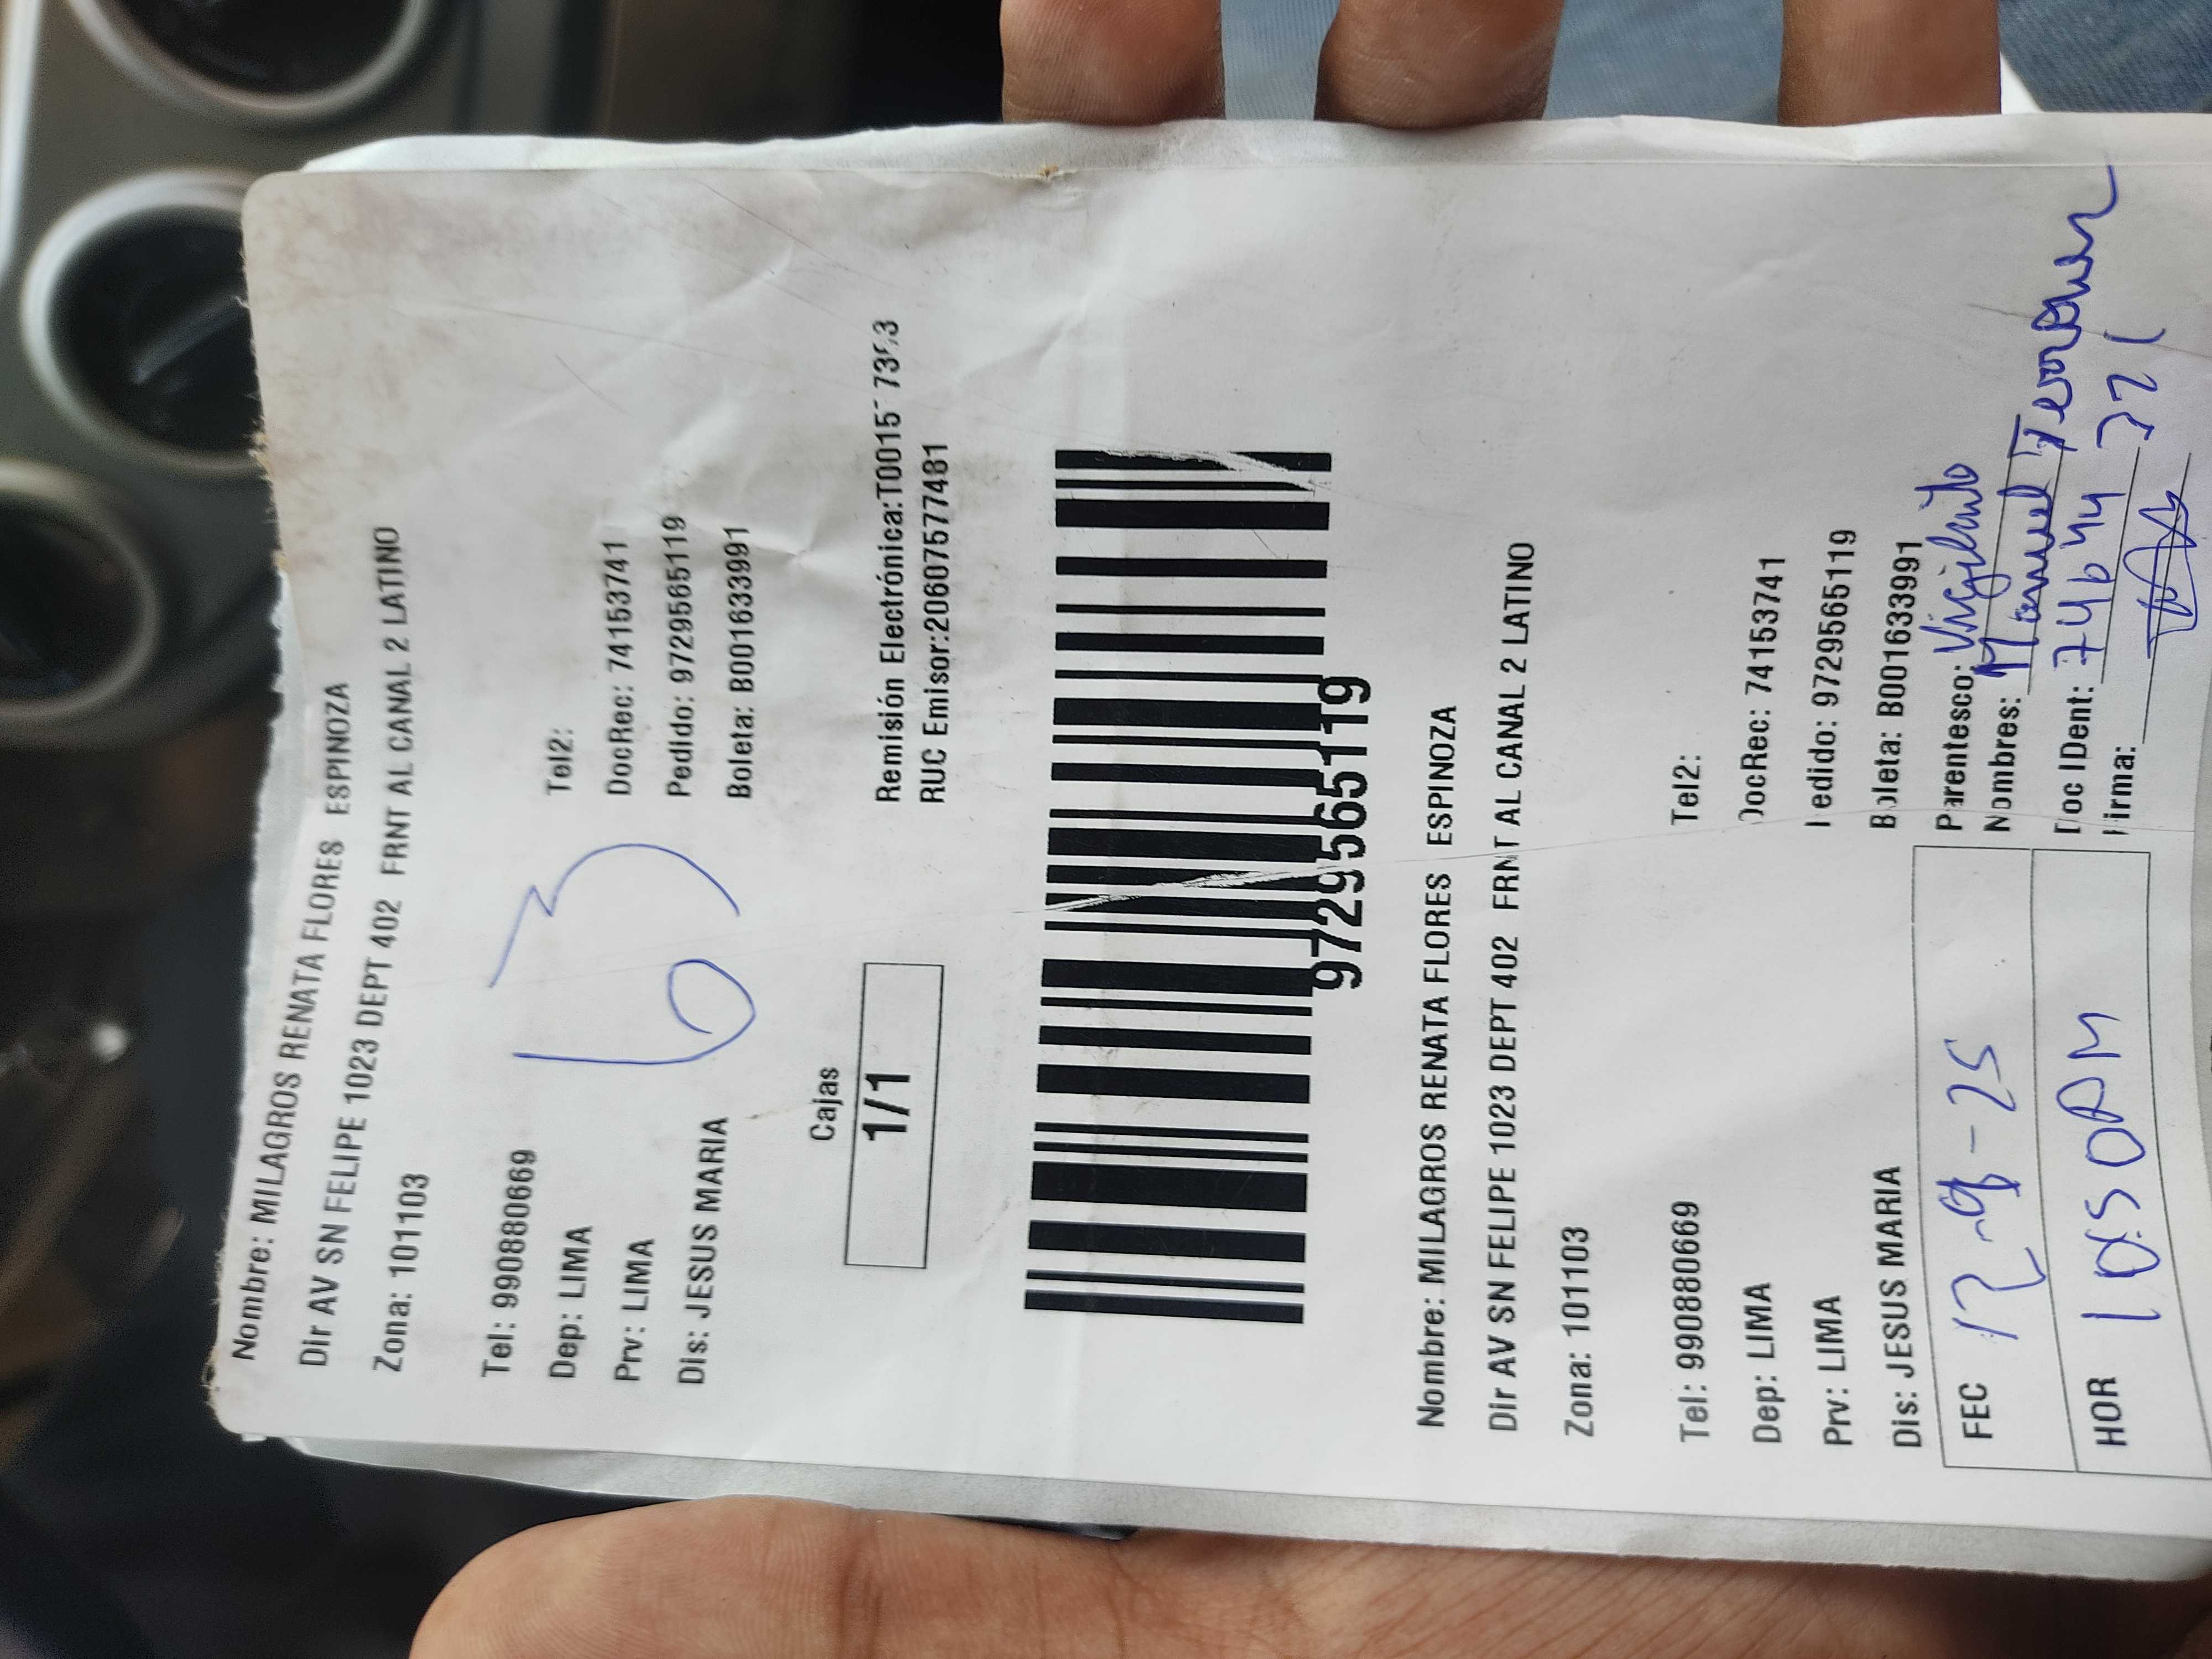 Nombre: MILAGROS RENATA FLORES ESPINOZA
Dir AV SN FELIPE 1023 DEPT 402 FRNT AL CANAL 2 LATINO
Zona: 101103
Tel: 990880669 Tel2:
Dep: LIMA DocRec: 74153741
Prv: LIMA Pedido: 9729565119
Dis: JESUS MARIA Boleta: B001633991
63
Cajas
1/1
Remisión Electrónica:T0015
RUC Emisor:20607577481
9729565119
Nombre: MILAGROS RENATA FLORES ESPINOZA
Dir AV SN FELIPE 1023 DEPT 402 FRNT AL CANAL 2 LATINO
Zona: 101103
Tel: 990880669 Tel2:
Dep: LIMA DocRec: 74153741
Prv: LIMA Pedido: 9729565119
Dis: JESUS MARIA Boleta: B001633991
Parentesco: Vigilante
FEC 12-9-25 Nombres: Manuel
Doc IDent:
HOR 10:50AM Firma: